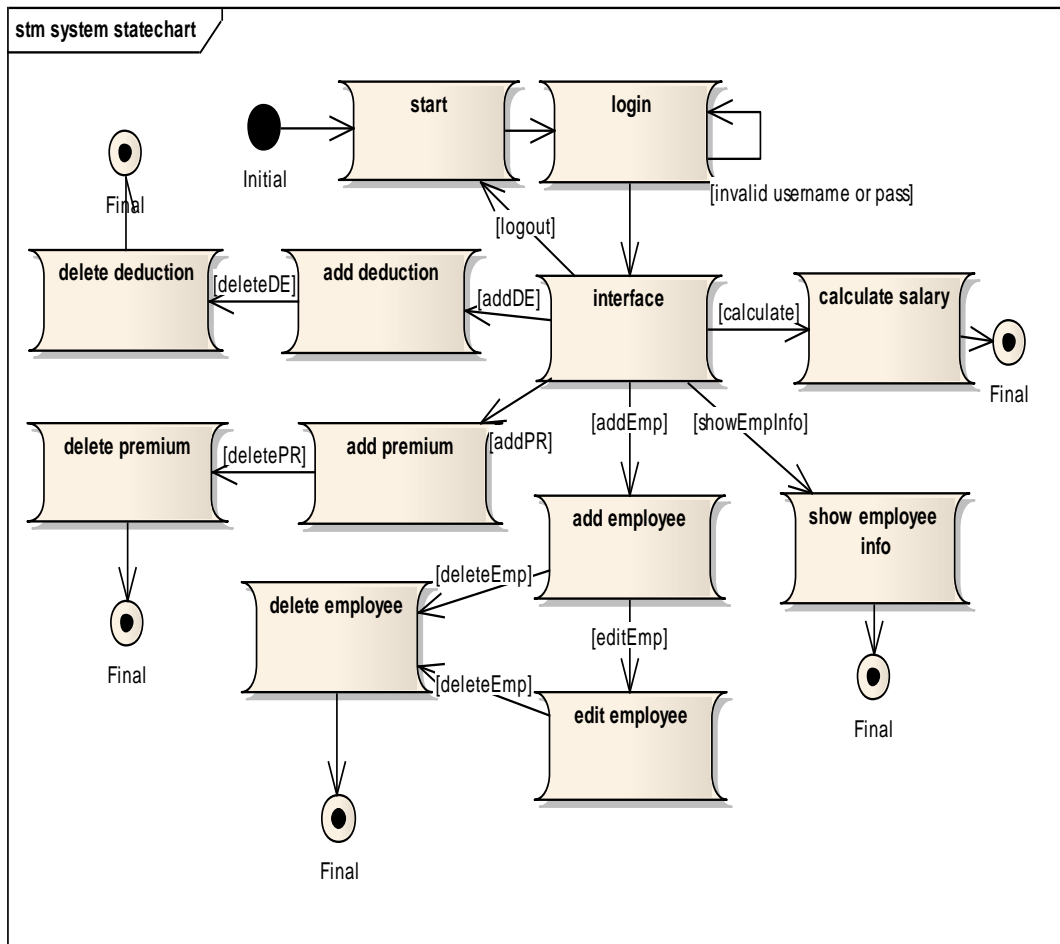 stm system statechart
start
login
Initial
[invalid username or pass]
Final
[logout]
delete deduction
[deleteDE]
add deduction
[addDE]
interface
[calculate]
calculate salary
Final
delete premium
[deletePR]
add premium
[addPR]
[addEmp]
[showEmpInfo]
add employee
show employee
info
[deleteEmp]
delete employee
[editEmp]
Final
[deleteEmp]
edit employee
Final
Final